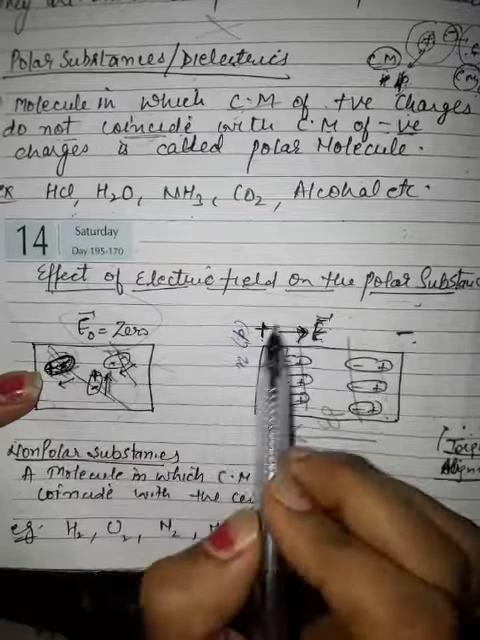 Polar Substances/Dielectrics
+
-
C.M
C.M
Molecule in which C.M of +ve Charges
do not coincide with C.M of -ve
charges is called polar Molecule.
ex HCl, H2O, NH3, CO2, Alcohal etc.
14 Saturday
Day 195-170
Effect of Electric field on the polar Substanc
E⃗o = Zero
+ → E⃗ -
NonPolar Substances
A Molecule in which C.M
coincide with the ce
eg: H2, O2, N2,